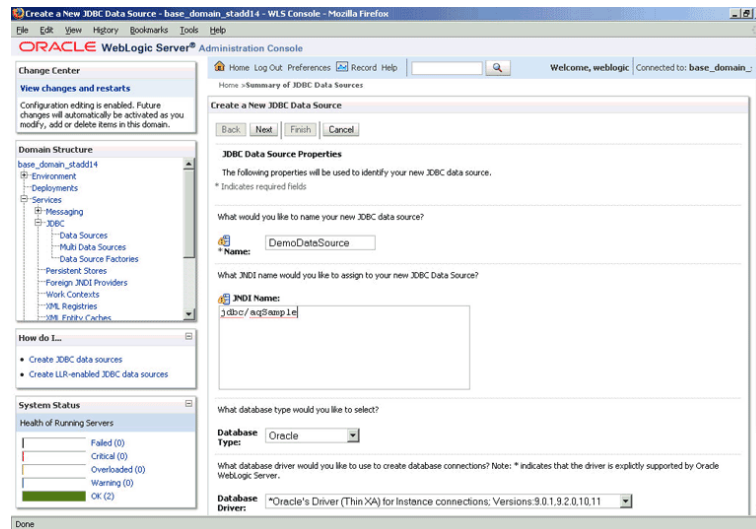 Create a New JDBC Data Source - base_domain_stadd14 - WLS Console - Mozilla Firefox
File Edit View History Bookmarks Tools Help
ORACLE WebLogic Server® Administration Console
Change Center
View changes and restarts
Configuration editing is enabled. Future
changes will automatically be activated as you
modify, add or delete items in this domain.
Domain Structure
base_domain_stadd14
Environment
Deployments
Services
Messaging
JDBC
Data Sources
Multi Data Sources
Data Source Factories
Persistent Stores
Foreign JNDI Providers
Work Contexts
XML Registries
XML Entity Caches
How do I...
Create JDBC data sources
Create LLR-enabled JDBC data sources
System Status
Health of Running Servers
Failed (0)
Critical (0)
Overloaded (0)
Warning (0)
OK (2)
Home Log Out Preferences Record Help
Welcome, weblogic Connected to: base_domain_
Home >Summary of JDBC Data Sources
Create a New JDBC Data Source
Back Next Finish Cancel
JDBC Data Source Properties
The following properties will be used to identify your new JDBC data source.
* Indicates required fields
What would you like to name your new JDBC data source?
* Name: DemoDataSource
What JNDI name would you like to assign to your new JDBC Data Source?
JNDI Name:
jdbc/aqSample
What database type would you like to select?
Database Type: Oracle
What database driver would you like to use to create database connections? Note: * indicates that the driver is explictly supported by Oracle
WebLogic Server.
Database Driver: *Oracle's Driver (Thin XA) for Instance connections; Versions:9.0.1,9.2.0,10,11
Done